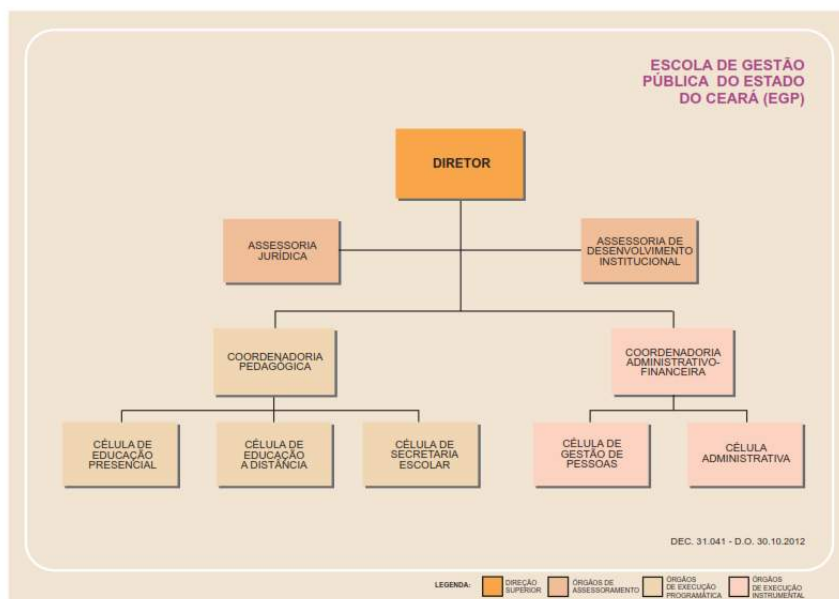 ESCOLA DE GESTÃO
PÚBLICA DO ESTADO
DO CEARÁ (EGP)
DIRETOR
ASSESSORIA
JURÍDICA
ASSESSORIA DE
DESENVOLVIMENTO
INSTITUCIONAL
COORDENADORIA
PEDAGÓGICA
COORDENADORIA
ADMINISTRATIVO-
FINANCEIRA
CÉLULA DE
EDUCAÇÃO
PRESENCIAL
CÉLULA DE
EDUCAÇÃO
A DISTÂNCIA
CÉLULA DE
SECRETARIA
ESCOLAR
CÉLULA DE
GESTÃO DE
PESSOAS
CÉLULA
ADMINISTRATIVA
DEC. 31.041 - D.O. 30.10.2012
LEGENDA:
DIREÇÃO
SUPERIOR
ÓRGÃOS DE
ASSESSORAMENTO
ÓRGÃOS
DE EXECUÇÃO
PROGRAMÁTICA
ÓRGÃOS
DE EXECUÇÃO
INSTRUMENTAL